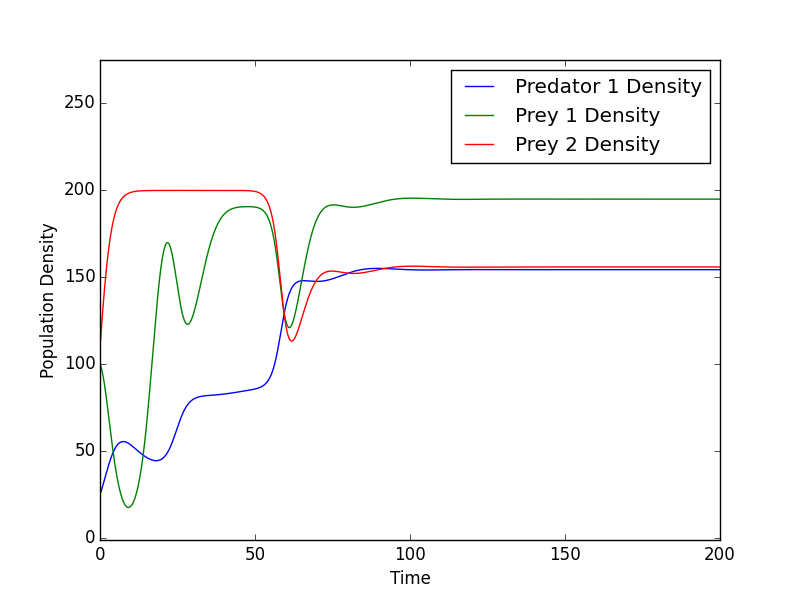 250
200
150
100
50
0
Population Density
Predator 1 Density
Prey 1 Density
Prey 2 Density
0 50 100 150 200
Time